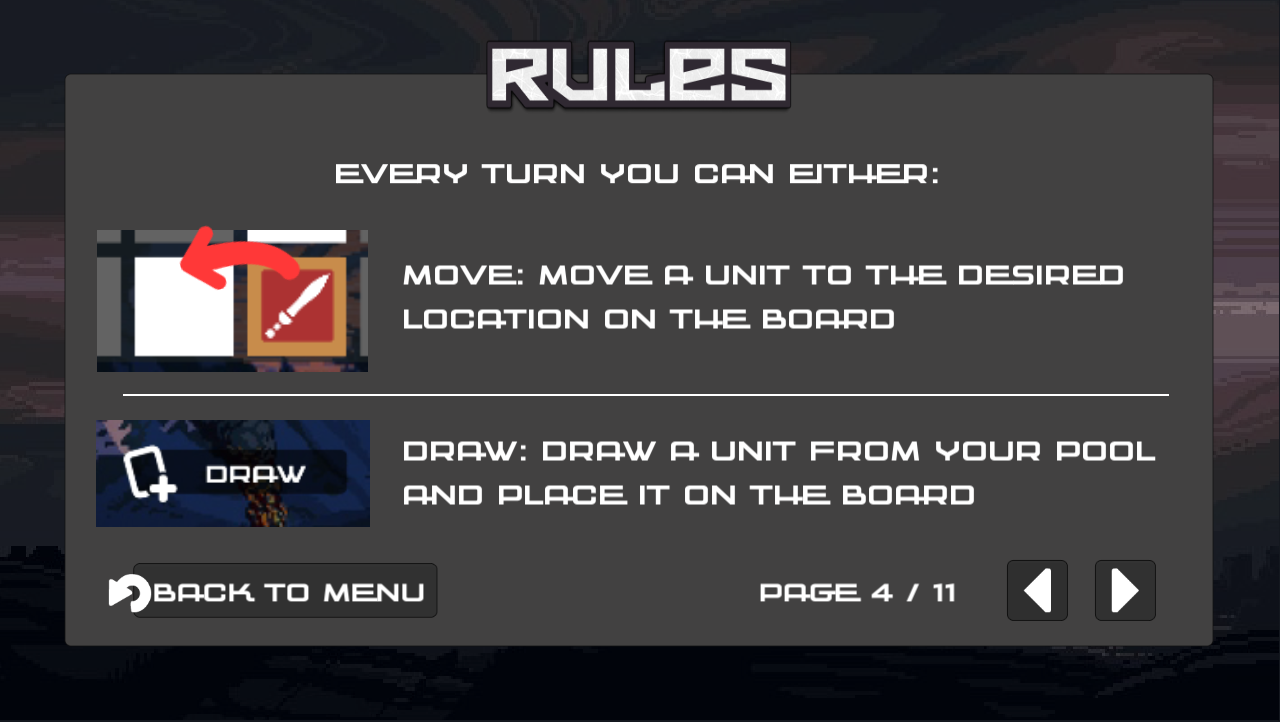 RULES
EVERY TURN YOU CAN EITHER:
MOVE: MOVE A UNIT TO THE DESIRED
LOCATION ON THE BOARD
DRAW
DRAW: DRAW A UNIT FROM YOUR POOL
AND PLACE IT ON THE BOARD
BACK TO MENU
PAGE 4 / 11